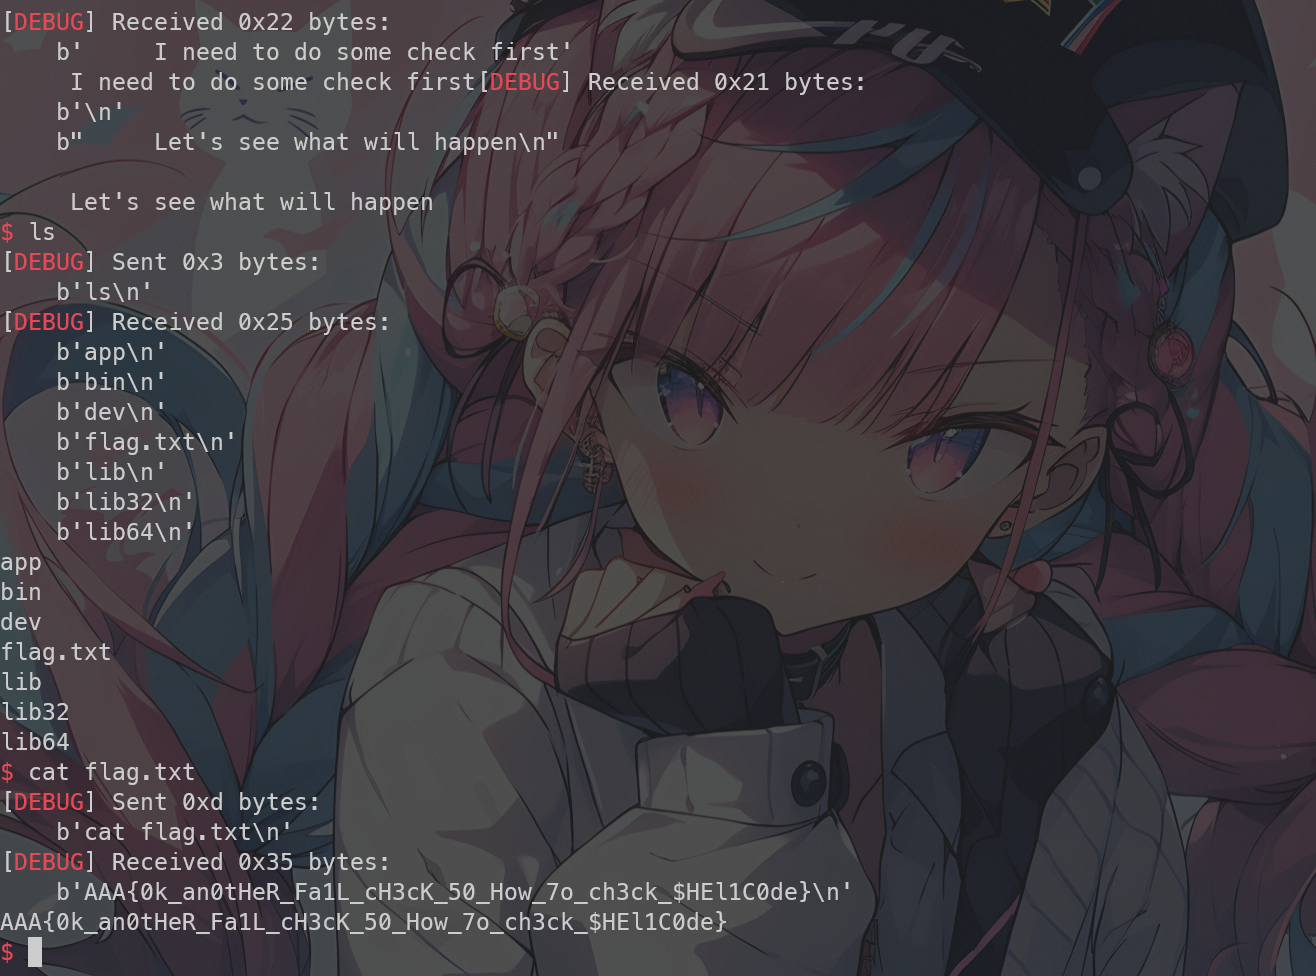 [DEBUG] Received 0x22 bytes:
    b'     I need to do some check first'
     I need to do some check first[DEBUG] Received 0x21 bytes:
    b'\n'
    b"     Let's see what will happen\n"
     Let's see what will happen
$ ls
[DEBUG] Sent 0x3 bytes:
    b'ls\n'
[DEBUG] Received 0x25 bytes:
    b'app\n'
    b'bin\n'
    b'dev\n'
    b'flag.txt\n'
    b'lib\n'
    b'lib32\n'
    b'lib64\n'
app
bin
dev
flag.txt
lib
lib32
lib64
$ cat flag.txt
[DEBUG] Sent 0xd bytes:
    b'cat flag.txt\n'
[DEBUG] Received 0x35 bytes:
    b'AAA{0k_an0tHeR_Fa1L_cH3cK_50_How_7o_ch3ck_$HEl1C0de}\n'
AAA{0k_an0tHeR_Fa1L_cH3cK_50_How_7o_ch3ck_$HEl1C0de}
$